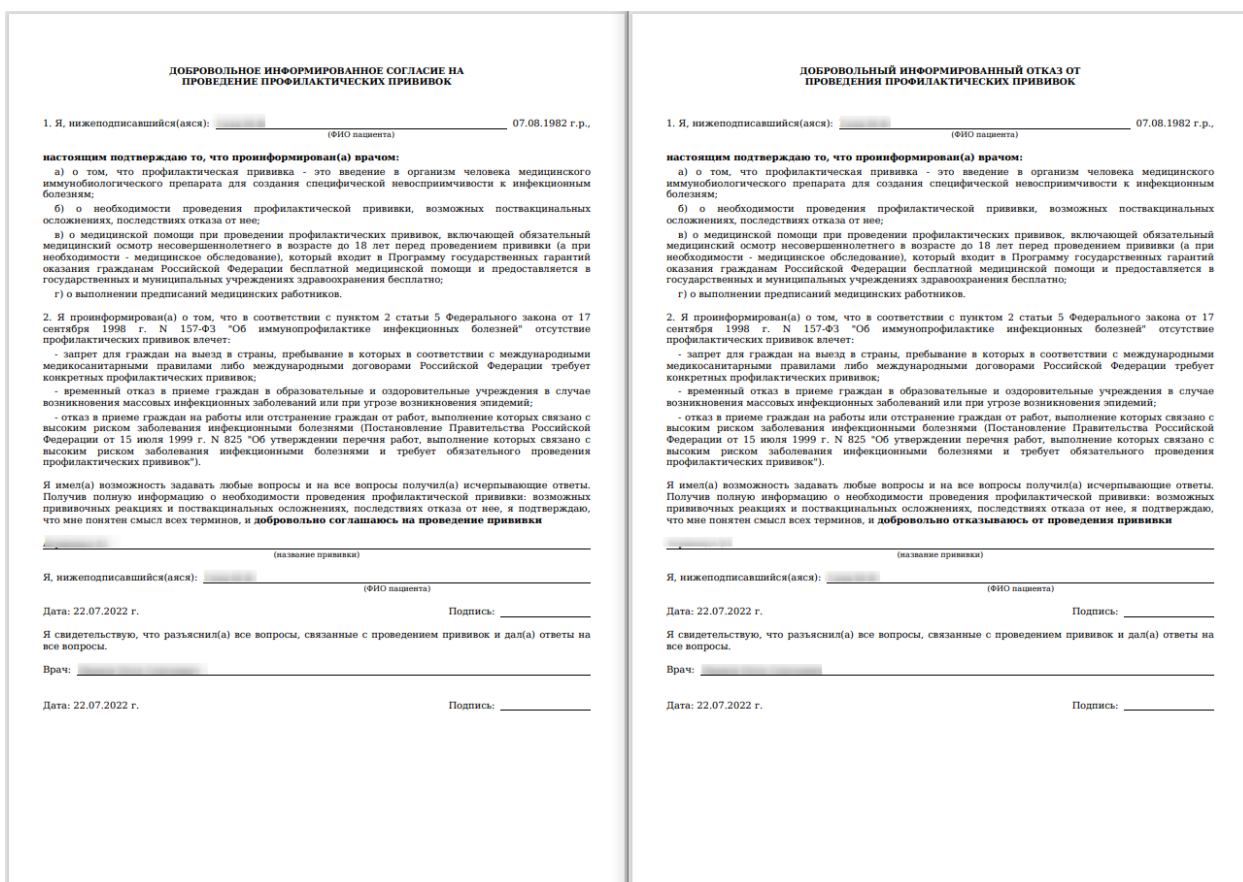 ДОБРОВОЛЬНОЕ ИНФОРМИРОВАННОЕ СОГЛАСИЕ НА
ПРОВЕДЕНИЕ ПРОФИЛАКТИЧЕСКИХ ПРИВИВОК
1. Я, нижеподписавшийся(аяся): 07.08.1982 г.р.,
(ФИО пациента)
настоящим подтверждаю то, что проинформирован(а) врачом:
а) о том, что профилактическая прививка - это введение в организм человека медицинского
иммунобиологического препарата для создания специфической невосприимчивости к инфекционным
болезням;
б) о необходимости проведения профилактической прививки, возможных поствакцинальных
осложнениях, последствиях отказа от нее;
в) о медицинской помощи при проведении профилактических прививок, включающей обязательный
медицинский осмотр несовершеннолетнего в возрасте до 18 лет перед проведением прививки (а при
необходимости - медицинское обследование), который входит в Программу государственных гарантий
оказания гражданам Российской Федерации бесплатной медицинской помощи и предоставляется в
государственных и муниципальных учреждениях здравоохранения бесплатно;
г) о выполнении предписаний медицинских работников.
2. Я проинформирован(а) о том, что в соответствии с пунктом 2 статьи 5 Федерального закона от 17
сентября 1998 г. N 157-ФЗ "Об иммунопрофилактике инфекционных болезней" отсутствие
профилактических прививок влечет:
- запрет для граждан на выезд в страны, пребывание в которых в соответствии с международными
медикосанитарными правилами либо международными договорами Российской Федерации требует
конкретных профилактических прививок;
- временный отказ в приеме граждан в образовательные и оздоровительные учреждения в случае
возникновения массовых инфекционных заболеваний или при угрозе возникновения эпидемий;
- отказ в приеме граждан на работы или отстранение граждан от работ, выполнение которых связано с
высоким риском заболевания инфекционными болезнями (Постановление Правительства Российской
Федерации от 15 июля 1999 г. N 825 "Об утверждении перечня работ, выполнение которых связано с
высоким риском заболевания инфекционными болезнями и требует обязательного проведения
профилактических прививок").
Я имел(а) возможность задавать любые вопросы и на все вопросы получил(а) исчерпывающие ответы.
Получив полную информацию о необходимости проведения профилактической прививки: возможных
прививочных реакциях и поствакцинальных осложнениях, последствиях отказа от нее, я подтверждаю,
что мне понятен смысл всех терминов, и добровольно соглашаюсь на проведение прививки
(название прививки)
Я, нижеподписавшийся(аяся):
(ФИО пациента)
Дата: 22.07.2022 г. Подпись:
Я свидетельствую, что разъяснил(а) все вопросы, связанные с проведением прививок и дал(а) ответы на
все вопросы.
Врач:
Дата: 22.07.2022 г. Подпись:
ДОБРОВОЛЬНЫЙ ИНФОРМИРОВАННЫЙ ОТКАЗ ОТ
ПРОВЕДЕНИЯ ПРОФИЛАКТИЧЕСКИХ ПРИВИВОК
1. Я, нижеподписавшийся(аяся): 07.08.1982 г.р.,
(ФИО пациента)
настоящим подтверждаю то, что проинформирован(а) врачом:
а) о том, что профилактическая прививка - это введение в организм человека медицинского
иммунобиологического препарата для создания специфической невосприимчивости к инфекционным
болезням;
б) о необходимости проведения профилактической прививки, возможных поствакцинальных
осложнениях, последствиях отказа от нее;
в) о медицинской помощи при проведении профилактических прививок, включающей обязательный
медицинский осмотр несовершеннолетнего в возрасте до 18 лет перед проведением прививки (а при
необходимости - медицинское обследование), который входит в Программу государственных гарантий
оказания гражданам Российской Федерации бесплатной медицинской помощи и предоставляется в
государственных и муниципальных учреждениях здравоохранения бесплатно;
г) о выполнении предписаний медицинских работников.
2. Я проинформирован(а) о том, что в соответствии с пунктом 2 статьи 5 Федерального закона от 17
сентября 1998 г. N 157-ФЗ "Об иммунопрофилактике инфекционных болезней" отсутствие
профилактических прививок влечет:
- запрет для граждан на выезд в страны, пребывание в которых в соответствии с международными
медикосанитарными правилами либо международными договорами Российской Федерации требует
конкретных профилактических прививок;
- временный отказ в приеме граждан в образовательные и оздоровительные учреждения в случае
возникновения массовых инфекционных заболеваний или при угрозе возникновения эпидемий;
- отказ в приеме граждан на работы или отстранение граждан от работ, выполнение которых связано с
высоким риском заболевания инфекционными болезнями (Постановление Правительства Российской
Федерации от 15 июля 1999 г. N 825 "Об утверждении перечня работ, выполнение которых связано с
высоким риском заболевания инфекционными болезнями и требует обязательного проведения
профилактических прививок").
Я имел(а) возможность задавать любые вопросы и на все вопросы получил(а) исчерпывающие ответы.
Получив полную информацию о необходимости проведения профилактической прививки: возможных
прививочных реакциях и поствакцинальных осложнениях, последствиях отказа от нее, я подтверждаю,
что мне понятен смысл всех терминов, и добровольно отказываюсь от проведения прививки
(название прививки)
Я, нижеподписавшийся(аяся):
(ФИО пациента)
Дата: 22.07.2022 г. Подпись:
Я свидетельствую, что разъяснил(а) все вопросы, связанные с проведением прививок и дал(а) ответы на
все вопросы.
Врач:
Дата: 22.07.2022 г. Подпись: